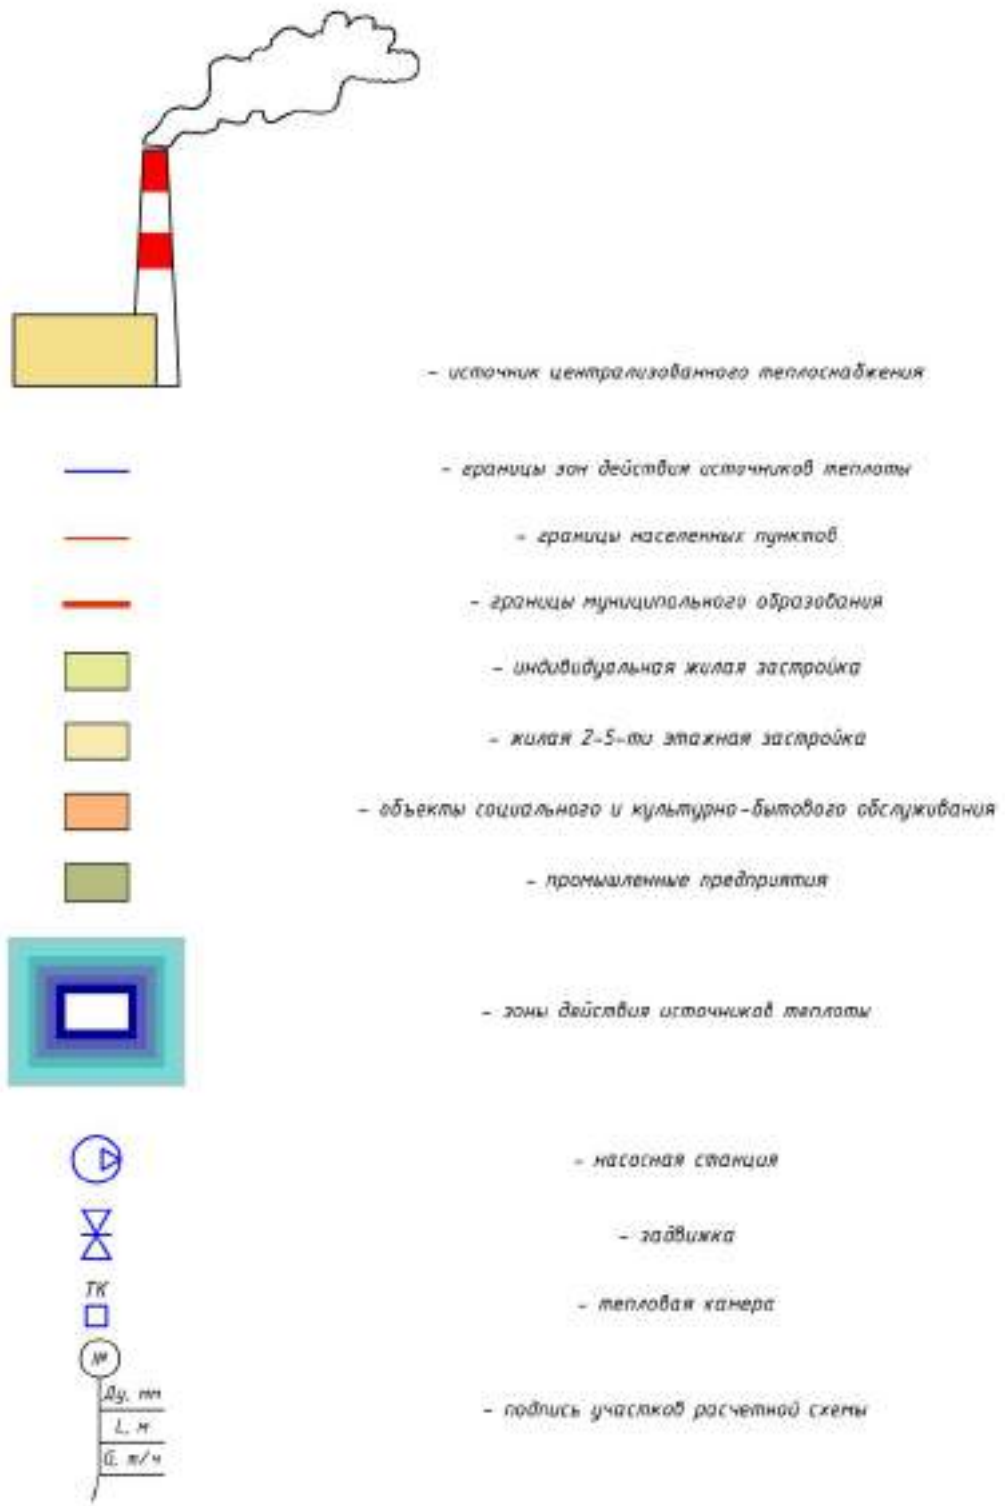 - источник централизованного теплоснабжения
- границы зон действия источников теплоты
- границы населенных пунктов
- границы муниципального образования
- индивидуальная жилая застройка
- жилая 2-5-ти этажная застройка
- объекты социального и культурно-бытового обслуживания
- промышленные предприятия
- зоны действия источников теплоты
- насосная станция
- задвижка
ТК
- тепловая камера
№
Ду, мм
L, м
G, т/ч
- подпись участков расчетной схемы